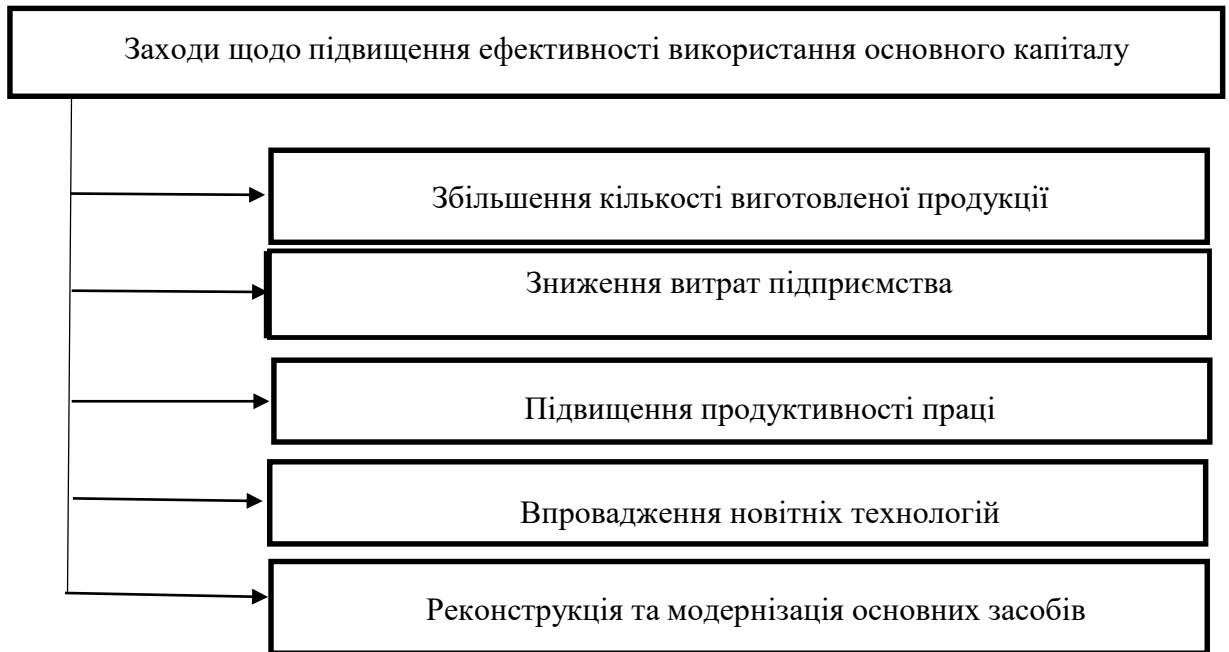 Заходи щодо підвищення ефективності використання основного капіталу
Збільшення кількості виготовленої продукції
Зниження витрат підприємства
Підвищення продуктивності праці
Впровадження новітніх технологій
Реконструкція та модернізація основних засобів